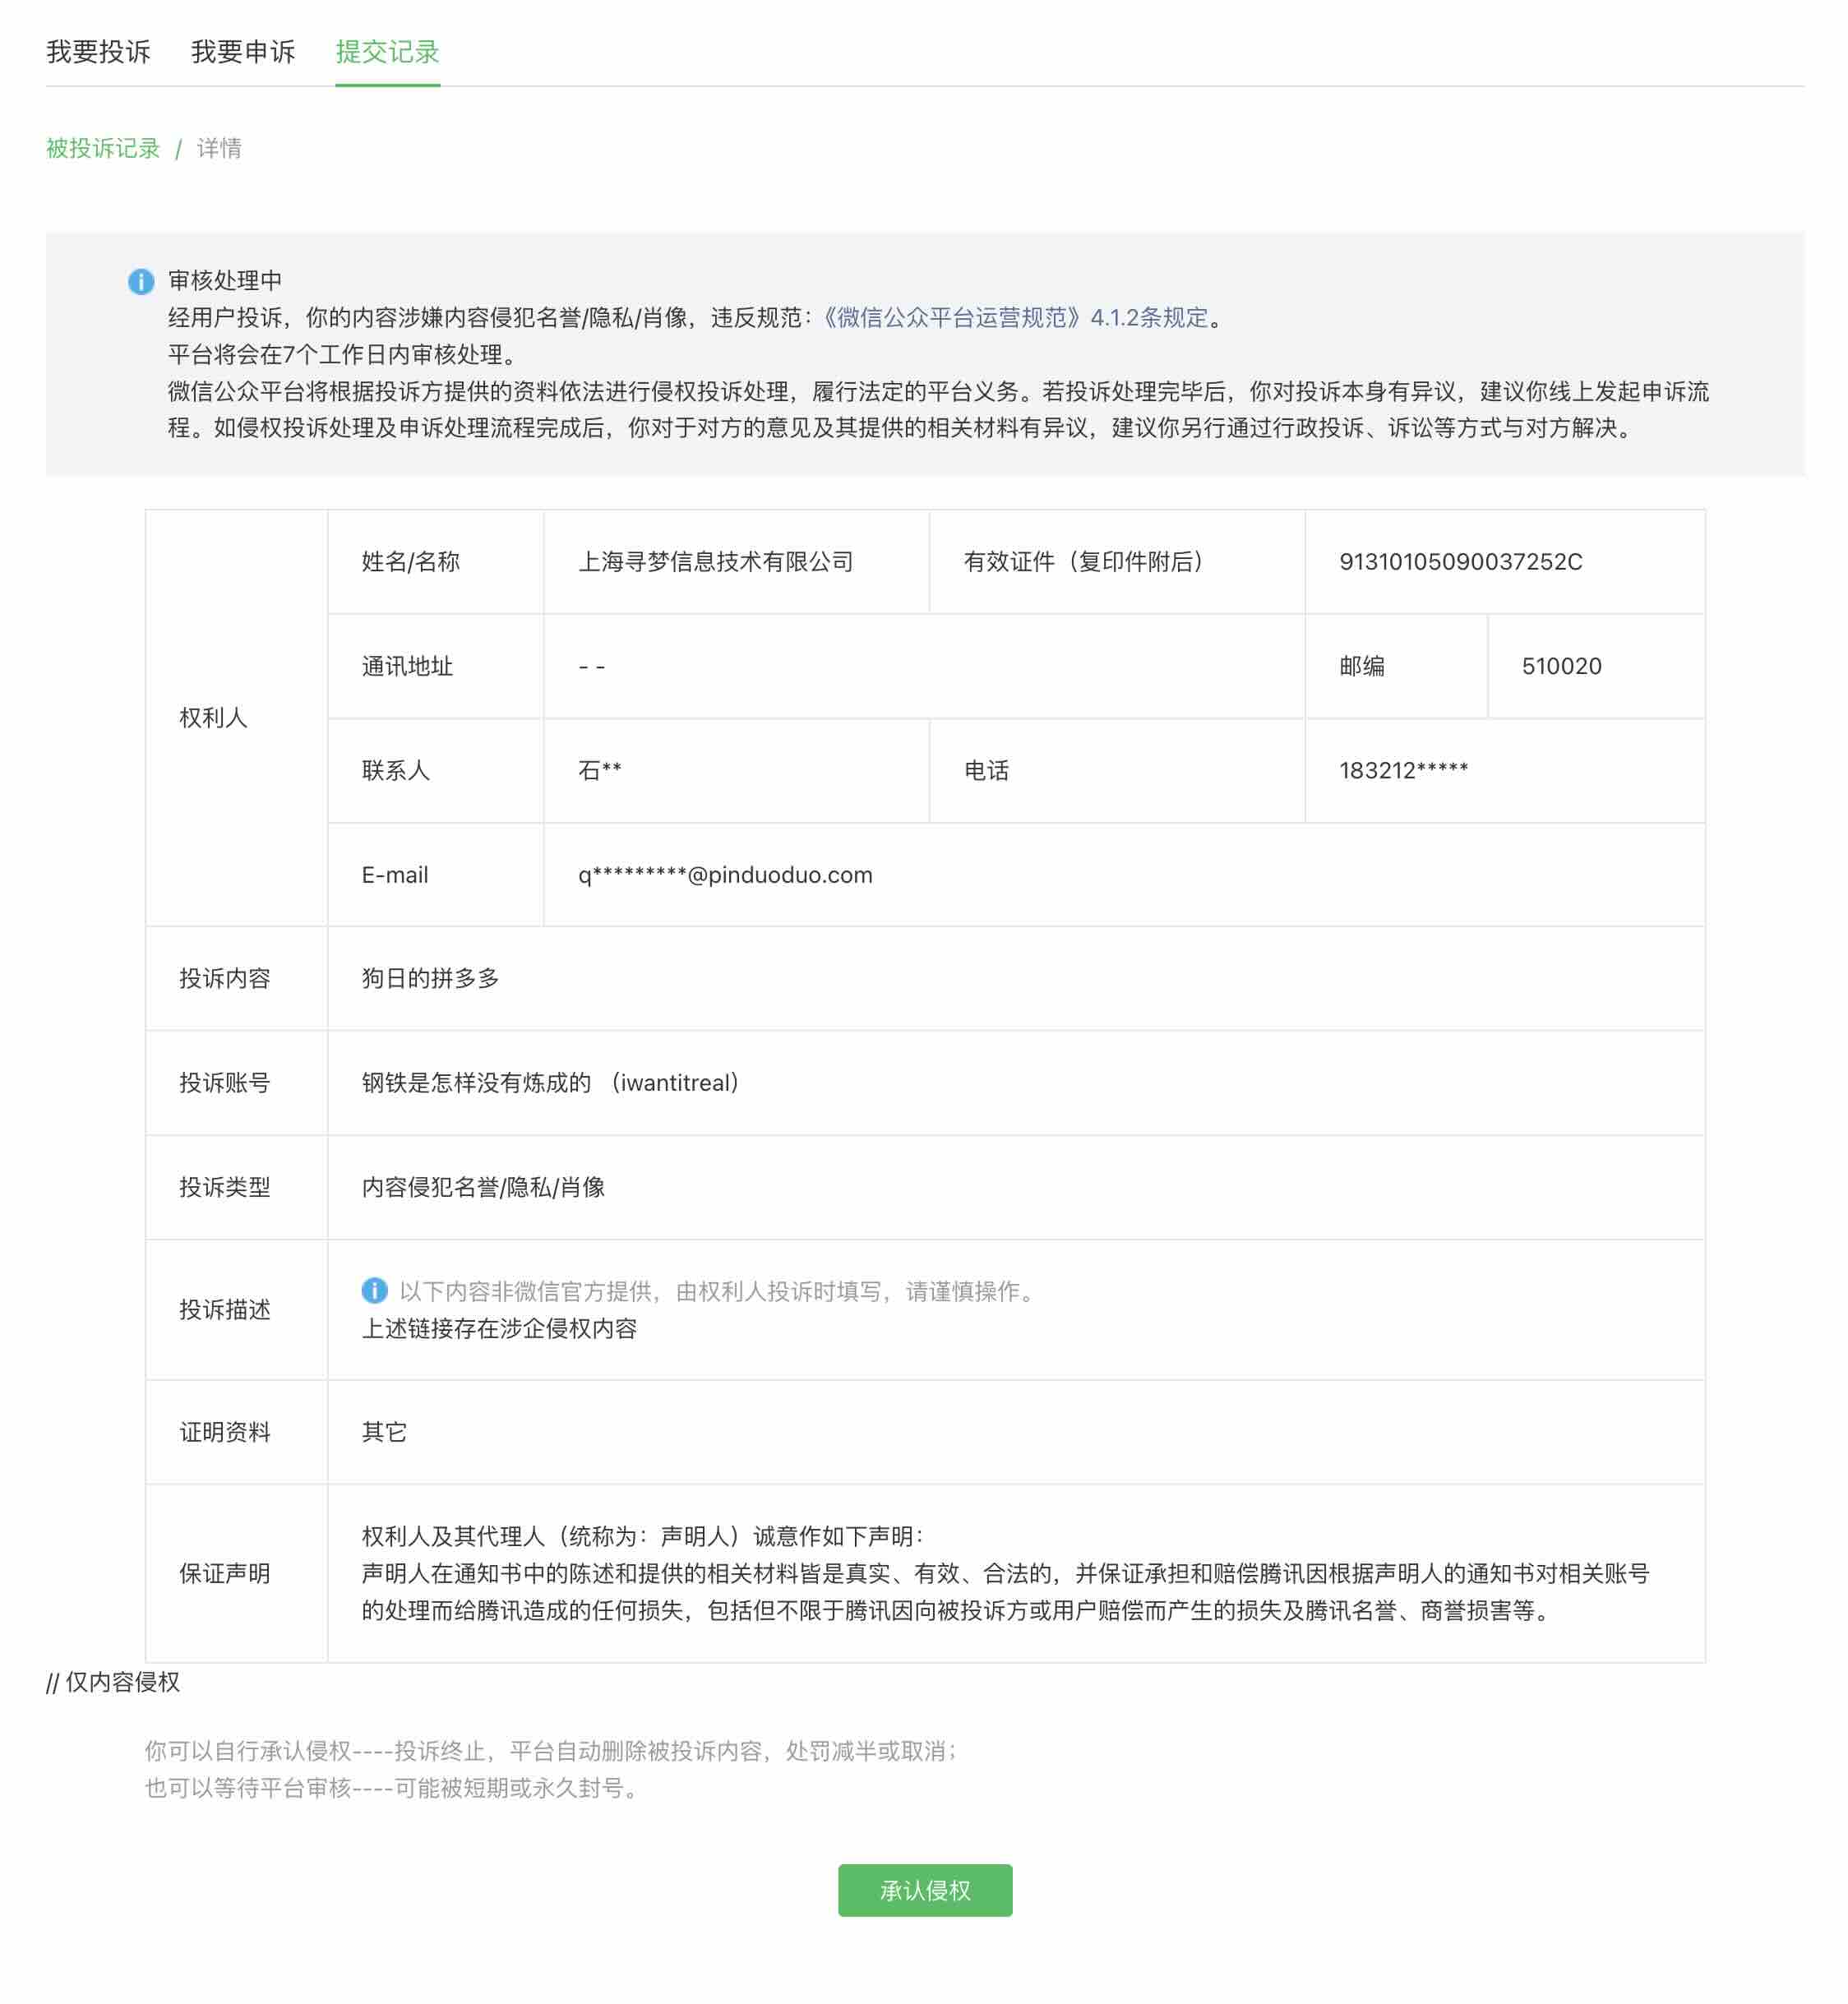 我要投诉 我要申诉 提交记录
被投诉记录 / 详情
审核处理中
经用户投诉，你的内容涉嫌内容侵犯名誉/隐私/肖像，违反规范：《微信公众平台运营规范》4.1.2条规定。
平台将会在7个工作日内审核处理。
微信公众平台将根据投诉方提供的资料依法进行侵权投诉处理，履行法定的平台义务。若投诉处理完毕后，你对投诉本身有异议，建议你线上发起申诉流
程。如侵权投诉处理及申诉处理流程完成后，你对于对方的意见及其提供的相关材料有异议，建议你另行通过行政投诉、诉讼等方式与对方解决。
权利人
姓名/名称 上海寻梦信息技术有限公司 有效证件（复印件附后） 91310105090037252C
通讯地址 - - 邮编 510020
联系人 石** 电话 183212*****
E-mail q*********@pinduoduo.com
投诉内容 狗日的拼多多
投诉账号 钢铁是怎样没有炼成的 （iwantitreal）
投诉类型 内容侵犯名誉/隐私/肖像
投诉描述
以下内容非微信官方提供，由权利人投诉时填写，请谨慎操作。
上述链接存在涉企侵权内容
证明资料 其它
保证声明
权利人及其代理人（统称为：声明人）诚意作如下声明：
声明人在通知书中的陈述和提供的相关材料皆是真实、有效、合法的，并保证承担和赔偿腾讯因根据声明人的通知书对相关账号
的处理而给腾讯造成的任何损失，包括但不限于腾讯因向被投诉方或用户赔偿而产生的损失及腾讯名誉、商誉损害等。
// 仅内容侵权
你可以自行承认侵权----投诉终止，平台自动删除被投诉内容，处罚减半或取消；
也可以等待平台审核----可能被短期或永久封号。
承认侵权